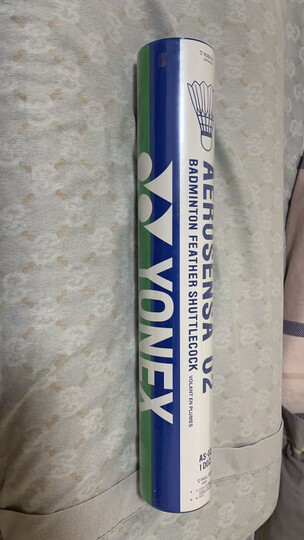 YONEX
AEROSENSA 02
BADMINTON FEATHER SHUTTLECOCK
VOLANT EN PLUMES